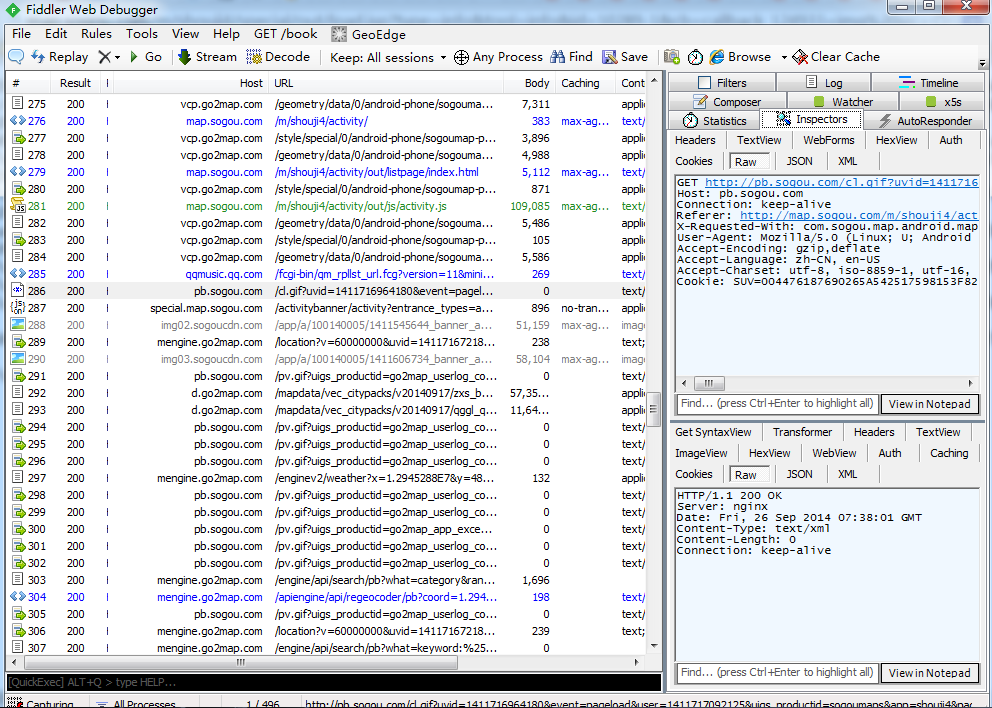 Fiddler Web Debugger
File Edit Rules Tools View Help GET /book GeoEdge
Replay Go Stream Decode Keep: All sessions Any Process Find Save Browse Clear Cache
# Result Host URL Body Caching Cont
275 200 vcp.go2map.com /geometry/data/0/android-phone/sogouma... 7,311 applic
276 200 map.sogou.com /m/shouji4/activity/ 383 max-ag... text/
277 200 vcp.go2map.com /style/special/0/android-phone/sogoumap-p... 3,896 applic
278 200 vcp.go2map.com /geometry/data/0/android-phone/sogouma... 4,988 applic
279 200 map.sogou.com /m/shouji4/activity/out/listpage/index.html 5,112 max-ag... text/
280 200 vcp.go2map.com /style/special/0/android-phone/sogoumap-p... 871 applic
281 200 map.sogou.com /m/shouji4/activity/out/js/activity.js 109,085 max-ag... applic
282 200 vcp.go2map.com /geometry/data/0/android-phone/sogouma... 5,486 applic
283 200 vcp.go2map.com /style/special/0/android-phone/sogoumap-p... 105 applic
284 200 vcp.go2map.com /geometry/data/0/android-phone/sogouma... 5,586 applic
285 200 qqmusic.qq.com /fcgi-bin/qm_rpllst_url.fcg?version=11&mini... 269 text/
286 200 pb.sogou.com /cl.gif?uvid=1411716964180&event=pagel... 0 text/
287 200 special.map.sogou.com /activitybanner/activity?entrance_types=a... 896 no-tran... applic
288 200 img02.sogoucdn.com /app/a/100140005/1411545644_banner_a... 51,159 max-ag... image
289 200 mengine.go2map.com /location?v=60000000&uvid=14117167218... 238 text;
290 200 img03.sogoucdn.com /app/a/100140005/1411606734_banner_a... 58,104 max-ag... image
291 200 pb.sogou.com /pv.gif?uigs_productid=go2map_userlog_co... 0 text/
292 200 d.go2map.com /mapdata/vec_citypacks/v20140917/zxs_b... 57,35... applic
293 200 d.go2map.com /mapdata/vec_citypacks/v20140917/qggl_q... 11,64... applic
294 200 pb.sogou.com /pv.gif?uigs_productid=go2map_userlog_co... 0 text/
295 200 pb.sogou.com /pv.gif?uigs_productid=go2map_userlog_co... 0 text/
296 200 pb.sogou.com /pv.gif?uigs_productid=go2map_userlog_co... 0 text/
297 200 mengine.go2map.com /enginev2/weather?x=1.2945288E7&y=48... 132 applic
298 200 pb.sogou.com /pv.gif?uigs_productid=go2map_userlog_co... 0 text/
299 200 pb.sogou.com /pv.gif?uigs_productid=go2map_userlog_co... 0 text/
300 200 pb.sogou.com /pv.gif?uigs_productid=go2map_app_exce... 0 text/
301 200 pb.sogou.com /pv.gif?uigs_productid=go2map_userlog_co... 0 text/
302 200 pb.sogou.com /pv.gif?uigs_productid=go2map_userlog_co... 0 text/
303 200 mengine.go2map.com /engine/api/search/pb?what=category&ran... 1,696
304 200 mengine.go2map.com /apiengine/api/regeocoder/pb?coord=1.294... 198 text/
305 200 pb.sogou.com /pv.gif?uigs_productid=go2map_userlog_co... 0 text/
306 200 mengine.go2map.com /location?v=60000000&uvid=14117167218... 239 text;
307 200 mengine.go2map.com /engine/api/search/pb?what=keyword:%25... 0 text/
[QuickExec] ALT+Q > type HELP...
Filters Log Timeline
Composer Watcher x5s
Statistics Inspectors AutoResponder
Headers TextView WebForms HexView Auth
Cookies Raw JSON XML
GET http://pb.sogou.com/cl.gif?uvid=1411716
Host: pb.sogou.com
Connection: keep-alive
Referer: http://map.sogou.com/m/shouji4/act
X-Requested-With: com.sogou.map.android.map
User-Agent: Mozilla/5.0 (Linux; U; Android
Accept-Encoding: gzip,deflate
Accept-Language: zh-CN, en-US
Accept-Charset: utf-8, iso-8859-1, utf-16,
Cookie: SUV=004476187690265A542517598153F82
Find... (press Ctrl+Enter to highlight all) View in Notepad
Get SyntaxView Transformer Headers TextView
ImageView HexView WebView Auth Caching
Cookies Raw JSON XML
HTTP/1.1 200 OK
Server: nginx
Date: Fri, 26 Sep 2014 07:38:01 GMT
Content-Type: text/xml
Content-Length: 0
Connection: keep-alive
Find... (press Ctrl+Enter to highlight all) View in Notepad
Capturing All Processes 1 / 496 http://pb.sogou.com/cl.gif?uvid=1411716964180&event=pageload&user=1411717092125&uigs_productid=sogoumaps&app=shouji4&pag